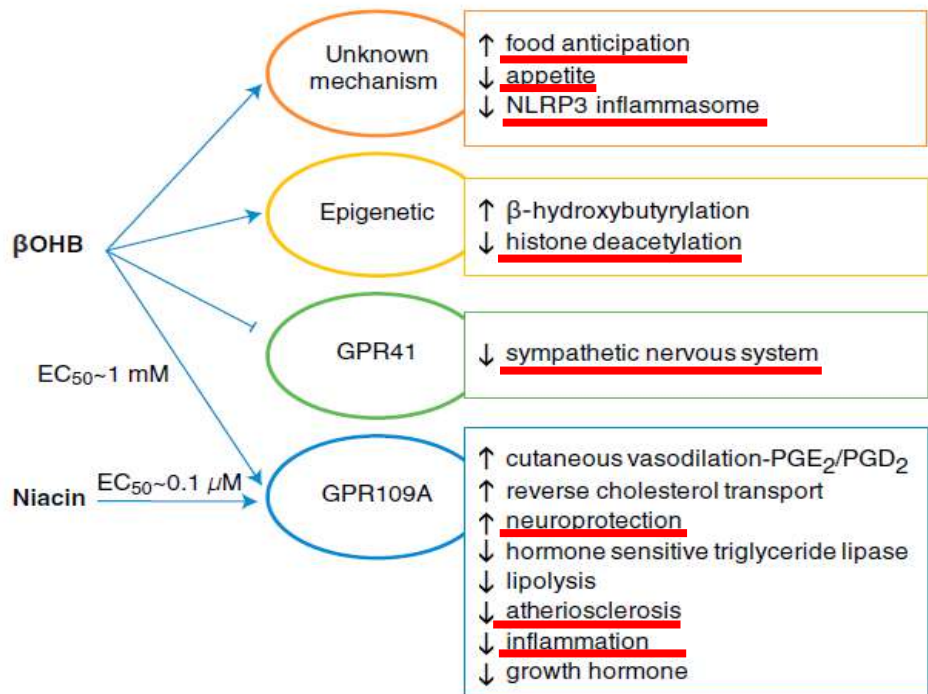 Unknown
mechanism
↑ food anticipation
↓ appetite
↓ NLRP3 inflammasome
Epigenetic
↑ β-hydroxybutyrylation
↓ histone deacetylation
βOHB
GPR41
↓ sympathetic nervous system
EC₅₀~1 mM
Niacin
EC₅₀~0.1 μM
GPR109A
↑ cutaneous vasodilation-PGE₂/PGD₂
↑ reverse cholesterol transport
↑ neuroprotection
↓ hormone sensitive triglyceride lipase
↓ lipolysis
↓ atheriosclerosis
↓ inflammation
↓ growth hormone